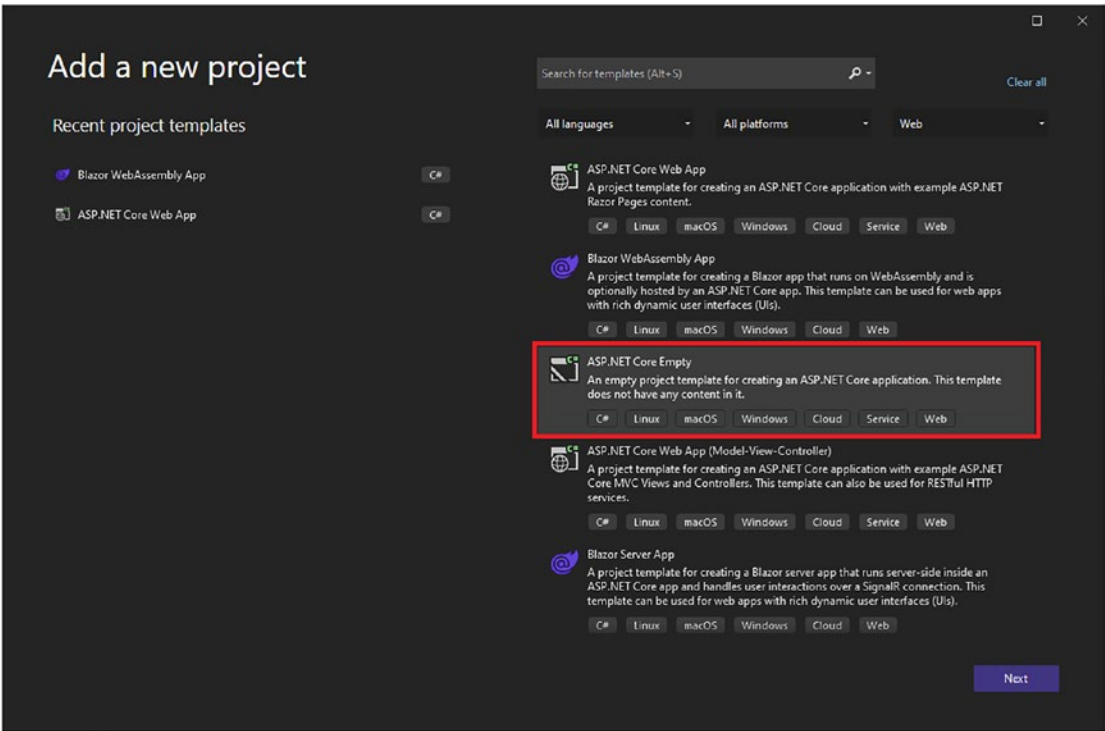 Add a new project
Recent project templates
Blazor WebAssembly App C#
ASP.NET Core Web App C#
Search for templates (Alt+S)
Clear all
All languages All platforms Web
ASP.NET Core Web App
A project template for creating an ASP.NET Core application with example ASP.NET
Razor Pages content.
C# Linux macOS Windows Cloud Service Web
Blazor WebAssembly App
A project template for creating a Blazor app that runs on WebAssembly and is
optionally hosted by an ASP.NET Core app. This template can be used for web apps
with rich dynamic user interfaces (UIs).
C# Linux macOS Windows Cloud Web
ASP.NET Core Empty
An empty project template for creating an ASP.NET Core application. This template
does not have any content in it.
C# Linux macOS Windows Cloud Service Web
ASP.NET Core Web App (Model-View-Controller)
A project template for creating an ASP.NET Core application with example ASP.NET
Core MVC Views and Controllers. This template can also be used for RESTful HTTP
services.
C# Linux macOS Windows Cloud Service Web
Blazor Server App
A project template for creating a Blazor server app that runs server-side inside an
ASP.NET Core app and handles user interactions over a SignalR connection. This
template can be used for web apps with rich dynamic user interfaces (UIs).
C# Linux macOS Windows Cloud Web
Next